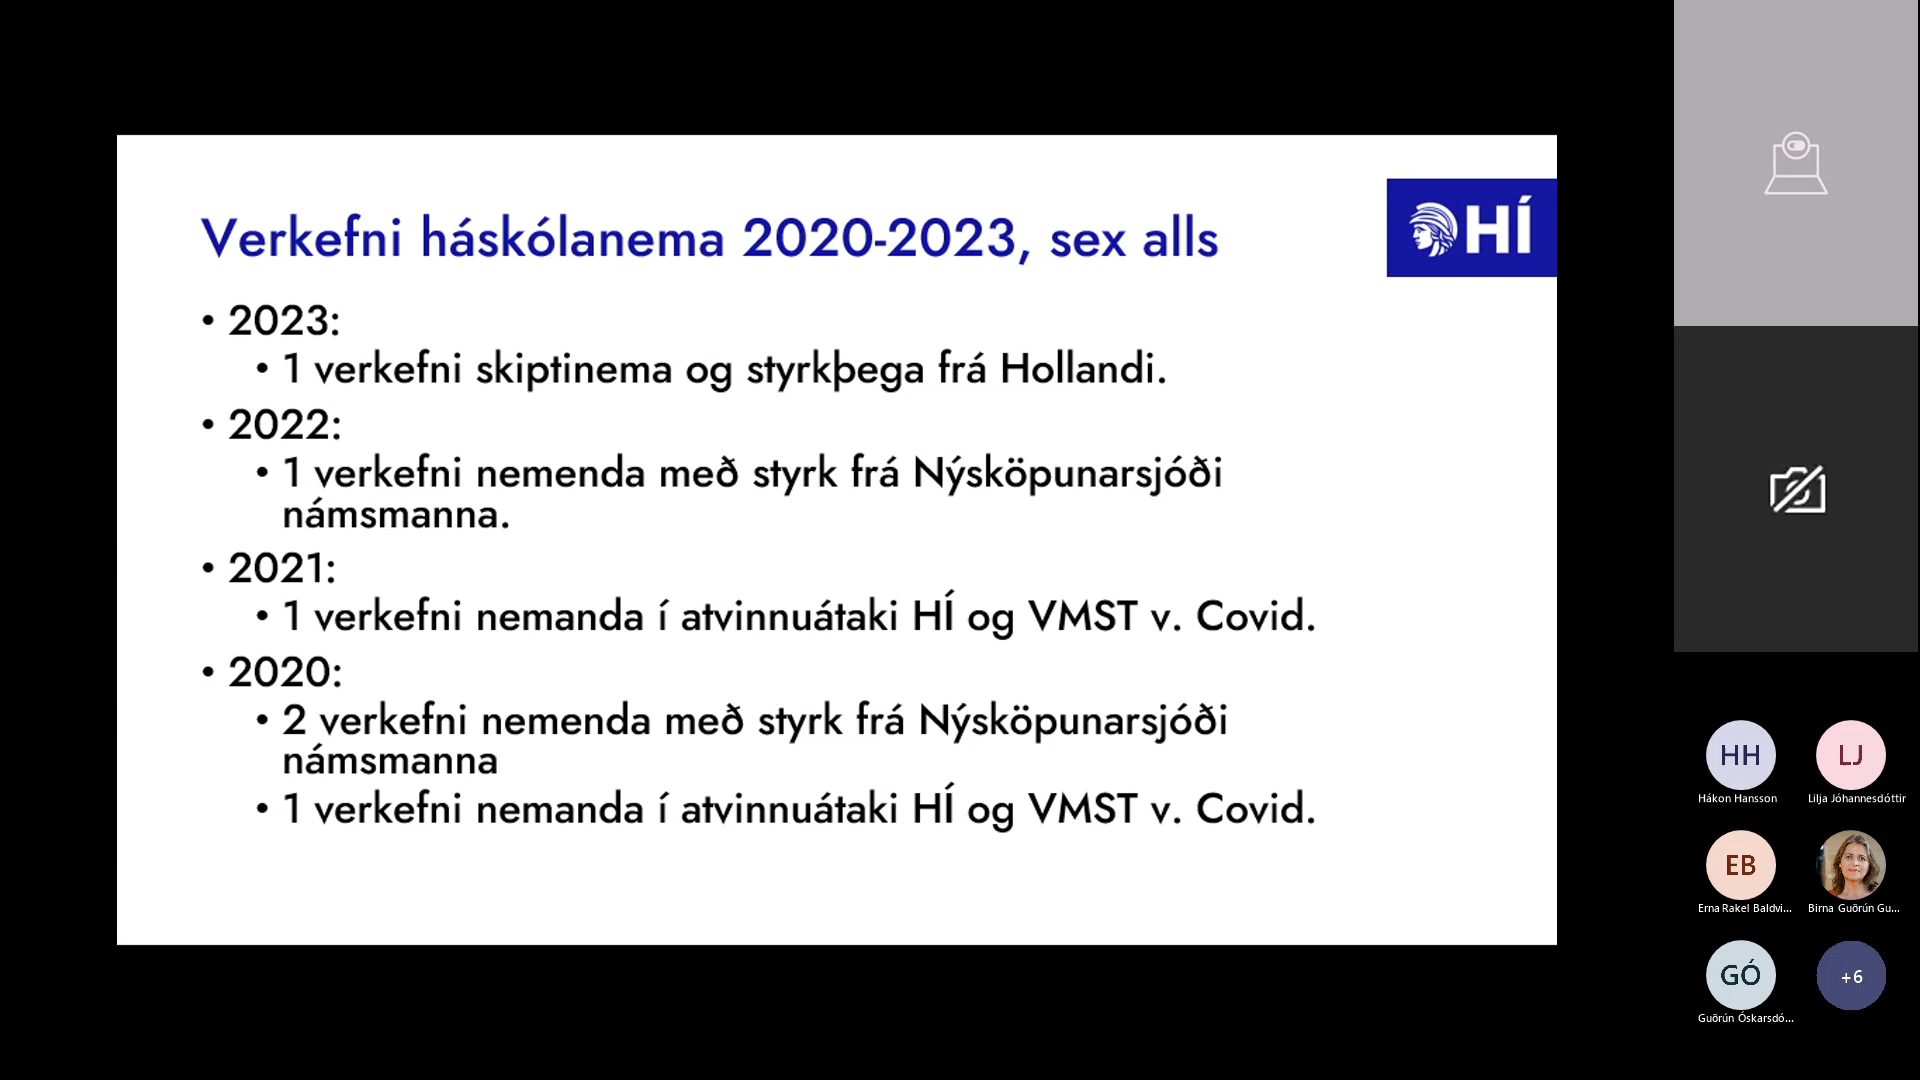 Verkefni háskólanema 2020-2023, sex alls
HÍ
• 2023:
• 1 verkefni skiptinema og styrkþega frá Hollandi.
• 2022:
• 1 verkefni nemenda með styrk frá Nýsköpunarsjóði
námsmanna.
• 2021:
• 1 verkefni nemanda í atvinnuátaki HÍ og VMST v. Covid.
• 2020:
• 2 verkefni nemenda með styrk frá Nýsköpunarsjóði
námsmanna
• 1 verkefni nemanda í atvinnuátaki HÍ og VMST v. Covid.
HH
Hákon Hansson
LJ
Lilja Jóhannesdóttir
EB
Erna Rakel Baldvi...
Birna Guðrún Gu...
GÓ
Guðrún Óskarsdó...
+6